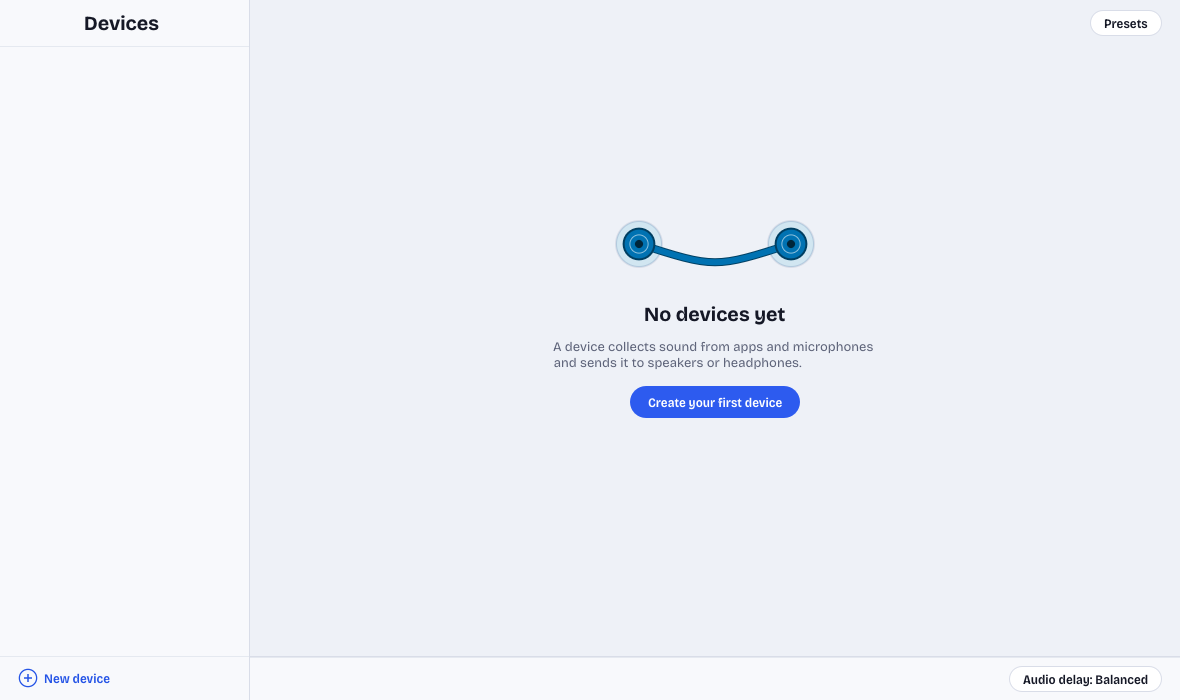 Devices
Presets
No devices yet
A device collects sound from apps and microphones
and sends it to speakers or headphones.
Create your first device
New device
Audio delay: Balanced